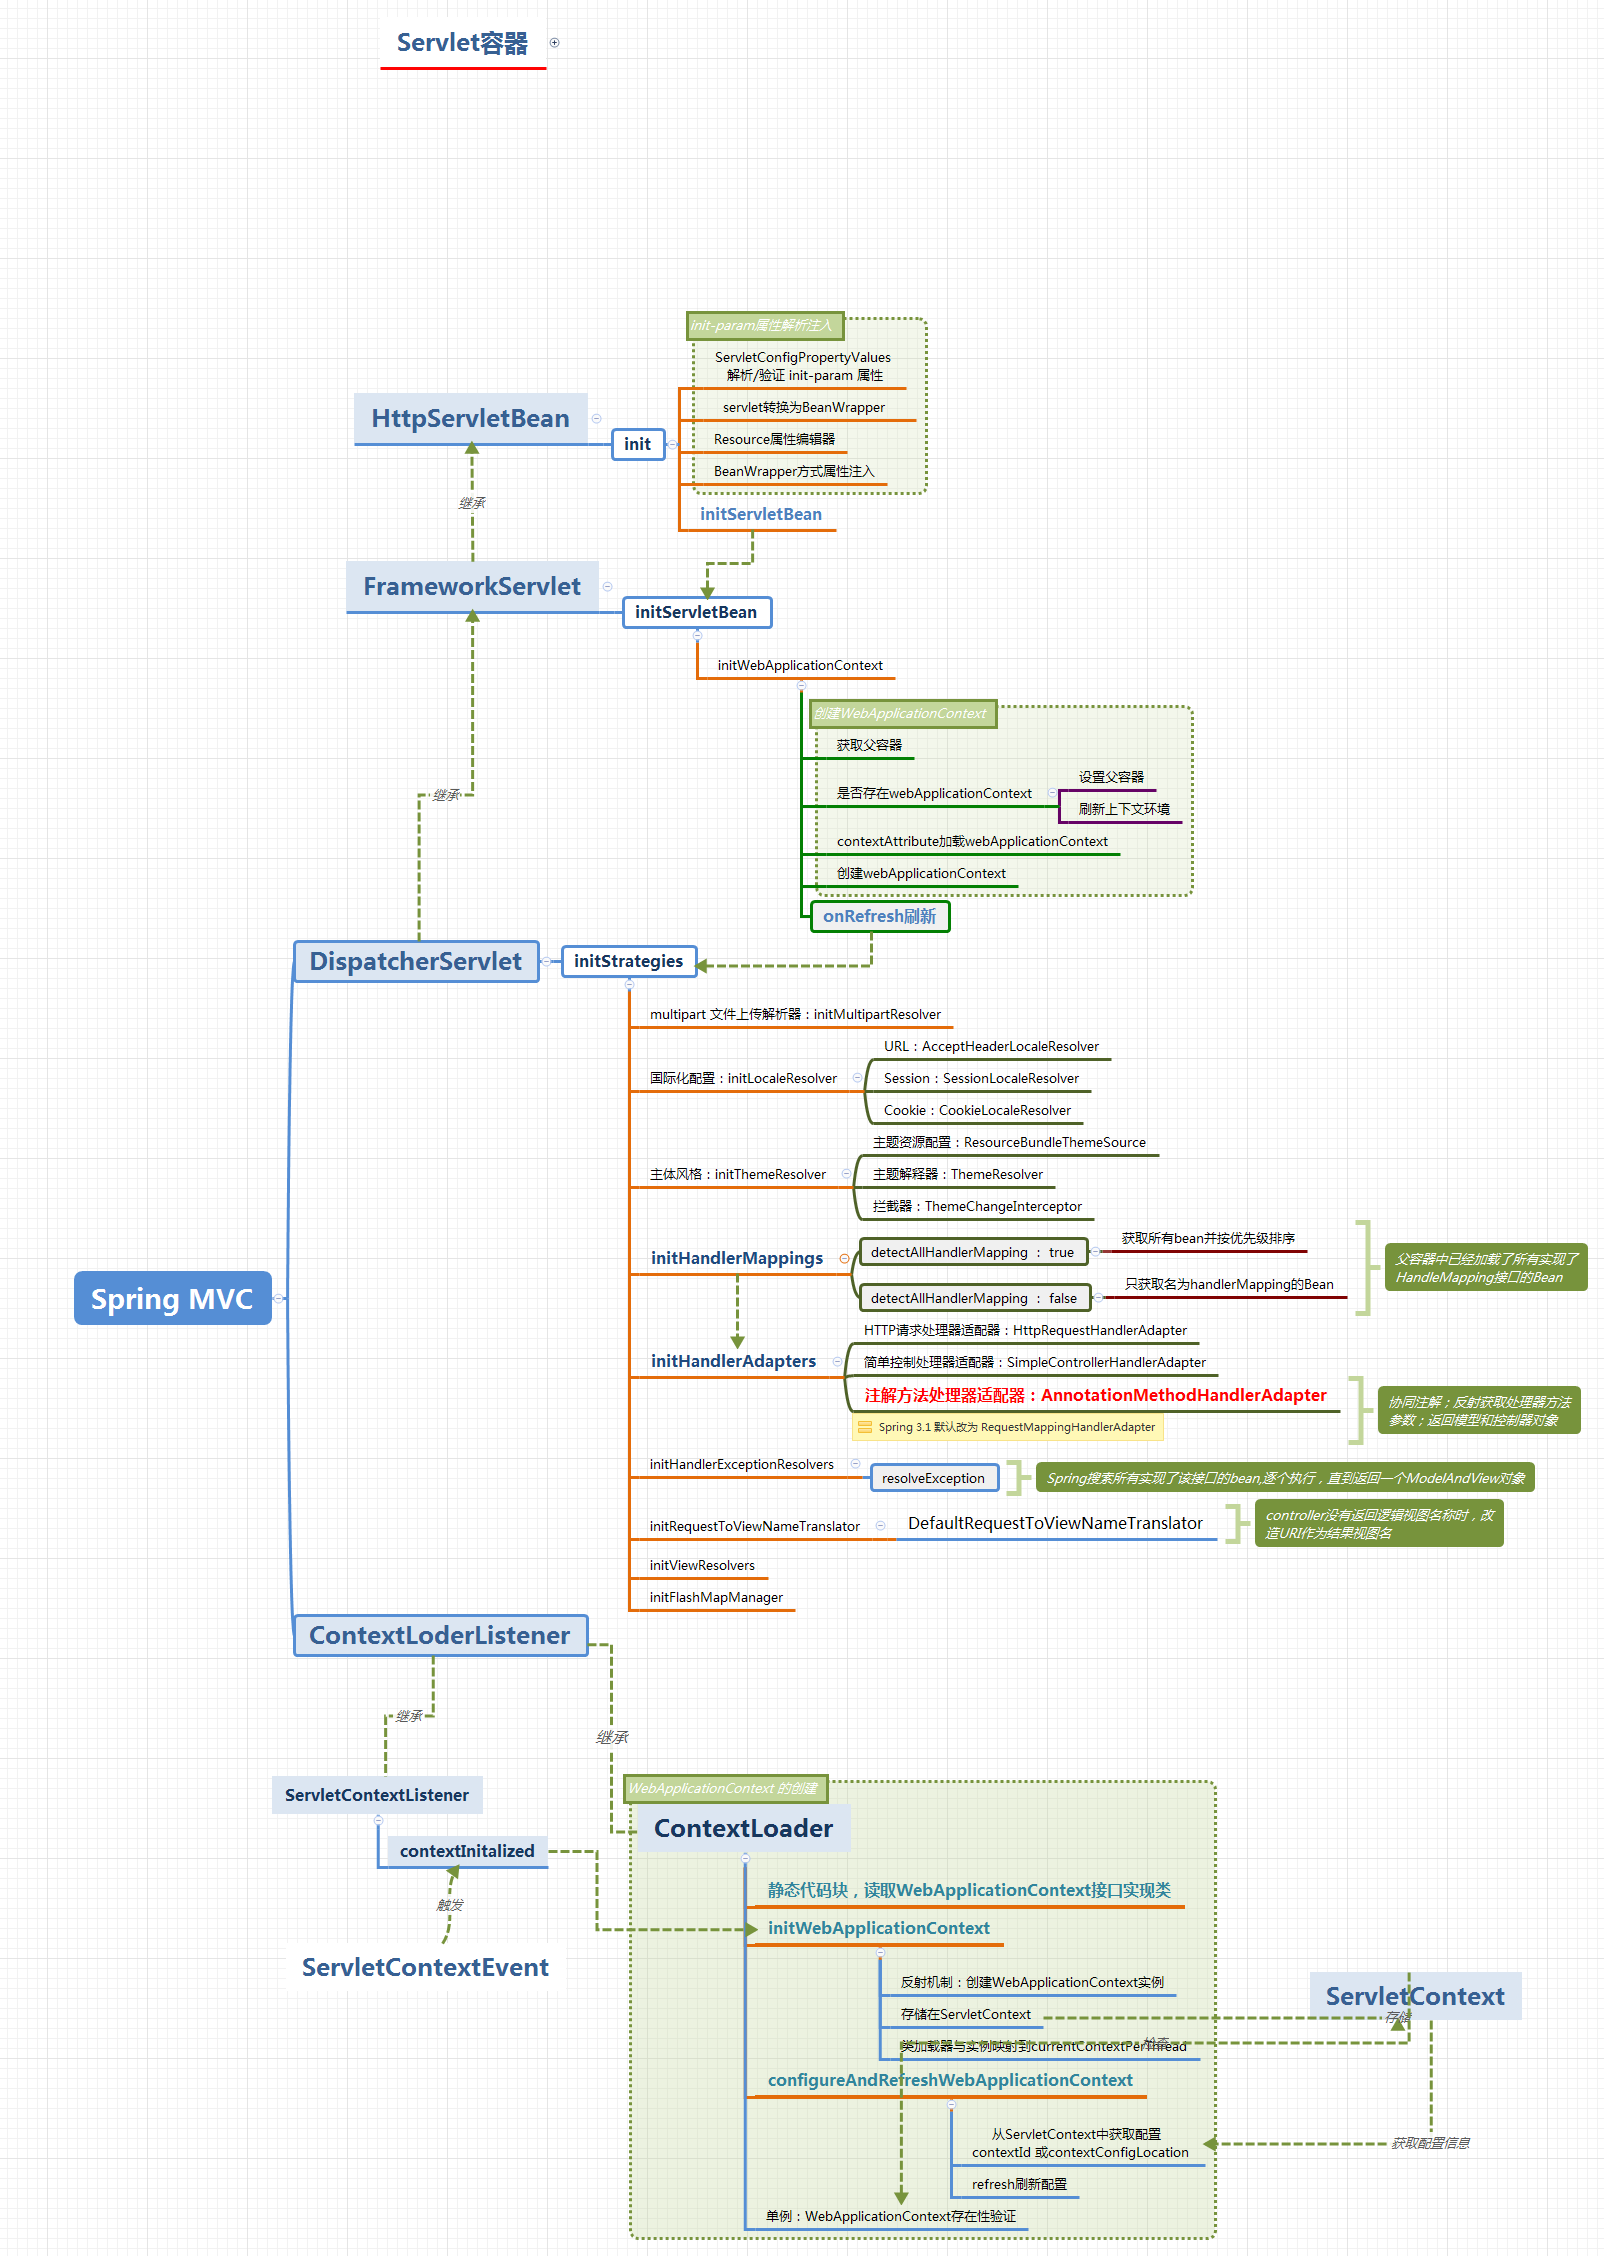 Servlet容器
init-param属性解析注入
ServletConfigPropertyValues
解析/验证 init-param 属性
servlet转换为BeanWrapper
HttpServletBean
init
Resource属性编辑器
BeanWrapper方式属性注入
继承
initServletBean
FrameworkServlet
initServletBean
initWebApplicationContext
创建WebApplicationContext
获取父容器
设置父容器
是否存在webApplicationContext
继承
刷新上下文环境
contextAttribute加载webApplicationContext
创建webApplicationContext
onRefresh刷新
DispatcherServlet
initStrategies
multipart 文件上传解析器：initMultipartResolver
URL：AcceptHeaderLocaleResolver
国际化配置：initLocaleResolver
Session：SessionLocaleResolver
Cookie：CookieLocaleResolver
主题资源配置：ResourceBundleThemeSource
主体风格：initThemeResolver
主题解释器：ThemeResolver
拦截器：ThemeChangeInterceptor
initHandlerMappings
detectAllHandlerMapping ： true
获取所有bean并按优先级排序
父容器中已经加载了所有实现了
HandleMapping接口的Bean
detectAllHandlerMapping ： false
只获取名为handlerMapping的Bean
Spring MVC
HTTP请求处理器适配器：HttpRequestHandlerAdapter
initHandlerAdapters
简单控制处理器适配器：SimpleControllerHandlerAdapter
注解方法处理器适配器：AnnotationMethodHandlerAdapter
协同注解；反射获取处理器方法
参数；返回模型和控制器对象
Spring 3.1 默认改为 RequestMappingHandlerAdapter
initHandlerExceptionResolvers
resolveException
Spring搜索所有实现了该接口的bean,逐个执行，直到返回一个ModelAndView对象
initRequestToViewNameTranslator
DefaultRequestToViewNameTranslator
controller没有返回逻辑视图名称时，改
造URI作为结果视图名
initViewResolvers
initFlashMapManager
ContextLoderListener
继承
继承
ServletContextListener
WebApplicationContext 的创建
ContextLoader
contextInitalized
静态代码块，读取WebApplicationContext接口实现类
触发
initWebApplicationContext
ServletContextEvent
反射机制：创建WebApplicationContext实例
ServletContext
存储在ServletContext
存储
检查
类加载器与实例映射到currentContextPerThread
configureAndRefreshWebApplicationContext
从ServletContext中获取配置
contextId 或contextConfigLocation
获取配置信息
refresh刷新配置
单例：WebApplicationContext存在性验证